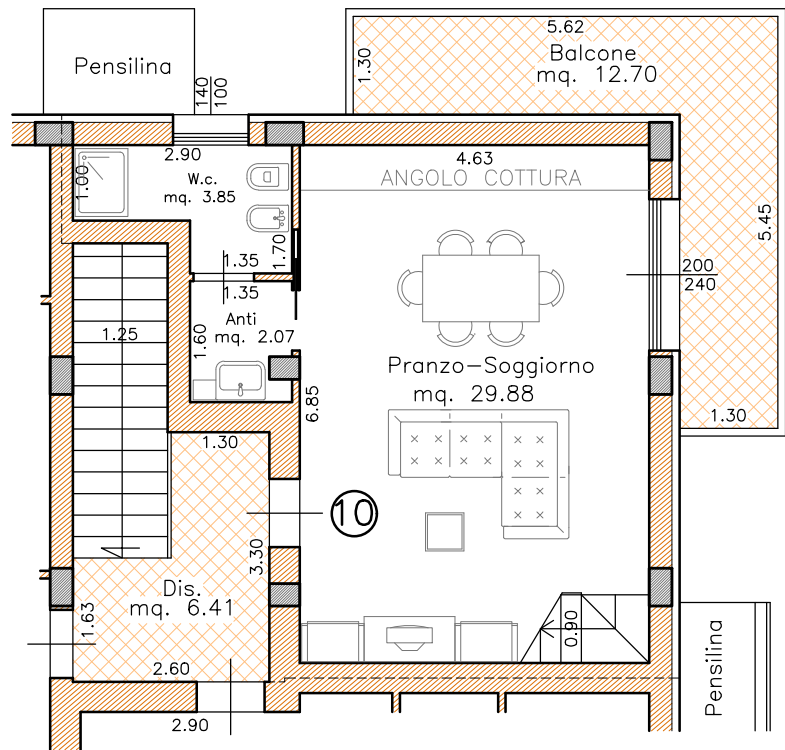 5.62
Balcone
mq. 12.70
1.30
Pensilina
140
100
2.90
4.63
W.c.
mq. 3.85
1.00
ANGOLO COTTURA
5.45
1.70
1.35
200
240
1.35
Anti
mq. 2.07
1.25
1.60
Pranzo-Soggiorno
mq. 29.88
6.85
1.30
1.30
10
3.30
Dis.
mq. 6.41
1.63
0.90
2.60
2.90
Pensilina